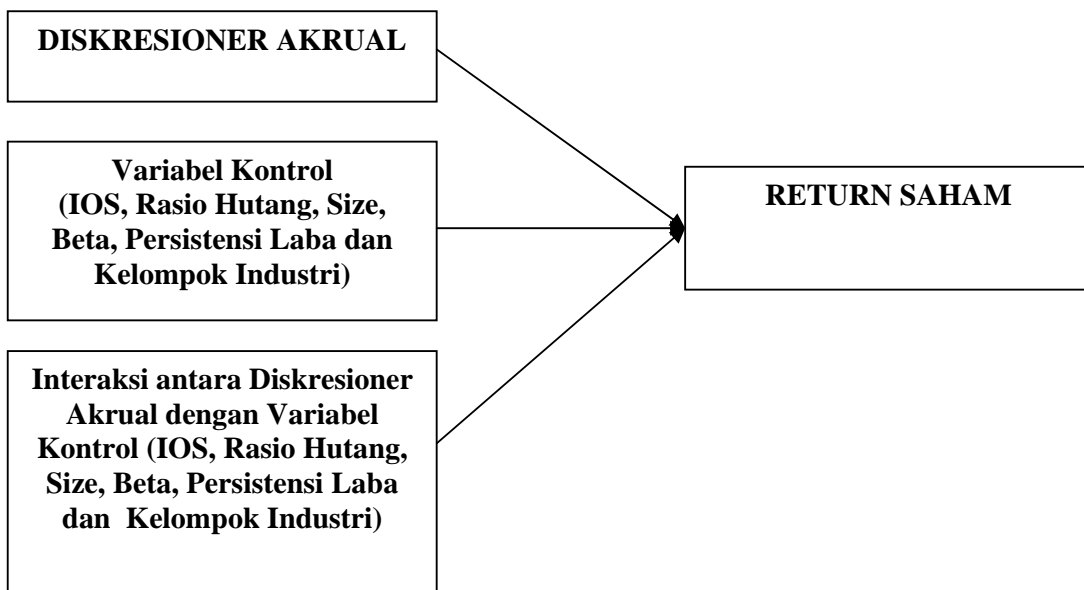 DISKRESIONER AKRUAL
Variabel Kontrol
(IOS, Rasio Hutang, Size,
Beta, Persistensi Laba dan
Kelompok Industri)
RETURN SAHAM
Interaksi antara Diskresioner
Akrual dengan Variabel
Kontrol (IOS, Rasio Hutang,
Size, Beta, Persistensi Laba
dan Kelompok Industri)